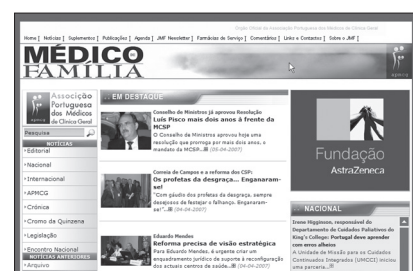 Orgão Oficial da Associação Portuguesa dos Médicos de Clínica Geral
Home ] Notícias ] Suplementos ] Publicações ] Agenda ] JMF Newsletter ] Farmácias de Serviço ] Comentários ] Links e Contactos ] Sobre o JMF ]
MÉDICO
FAMILIA
apmcg
Associção
Portuguesa
dos Médicos
de Clínica Geral
apmcg
Pesquisa
NOTÍCIAS
Editorial
Nacional
Internacional
APMCG
Crónica
Cromo da Quinzena
Legislação
Encontro Nacional
NOTÍCIAS ANTERIORES
Arquivo
... EM DESTAQUE
Conselho de Ministros já aprovou Resolução
Luís Pisco mais dois anos à frente da
MCSP
O Conselho de Ministros aprovou hoje uma
resolução que prorroga por mais dois anos, o
mandato da MCSP... (05-04-2007)
Correia de Campos e a reforma dos CSP:
Os profetas da desgraça... Enganaram-
se!
"Com gáudio dos profetas da desgraça, sempre
desejosos de festejar o falhanço. Enganaram-
se!"... (04-04-2007)
Eduardo Mendes
Reforma precisa de visão estratégica
Para Eduardo Mendes, é urgente criar um
enquadramento jurídico de suporte à reconfiguração
dos actuais centros de saúde... (04-04-2007)
Fundação
AstraZeneca
... NACIONAL
Irene Higginson, responsável do
Departamento de Cuidados Paliativos do
King's College: Portugal deve aprender
com erros alheios
A Unidade de Missão para os Cuidados
Continuados Integrados (UMCCI) iniciou
uma parceria...